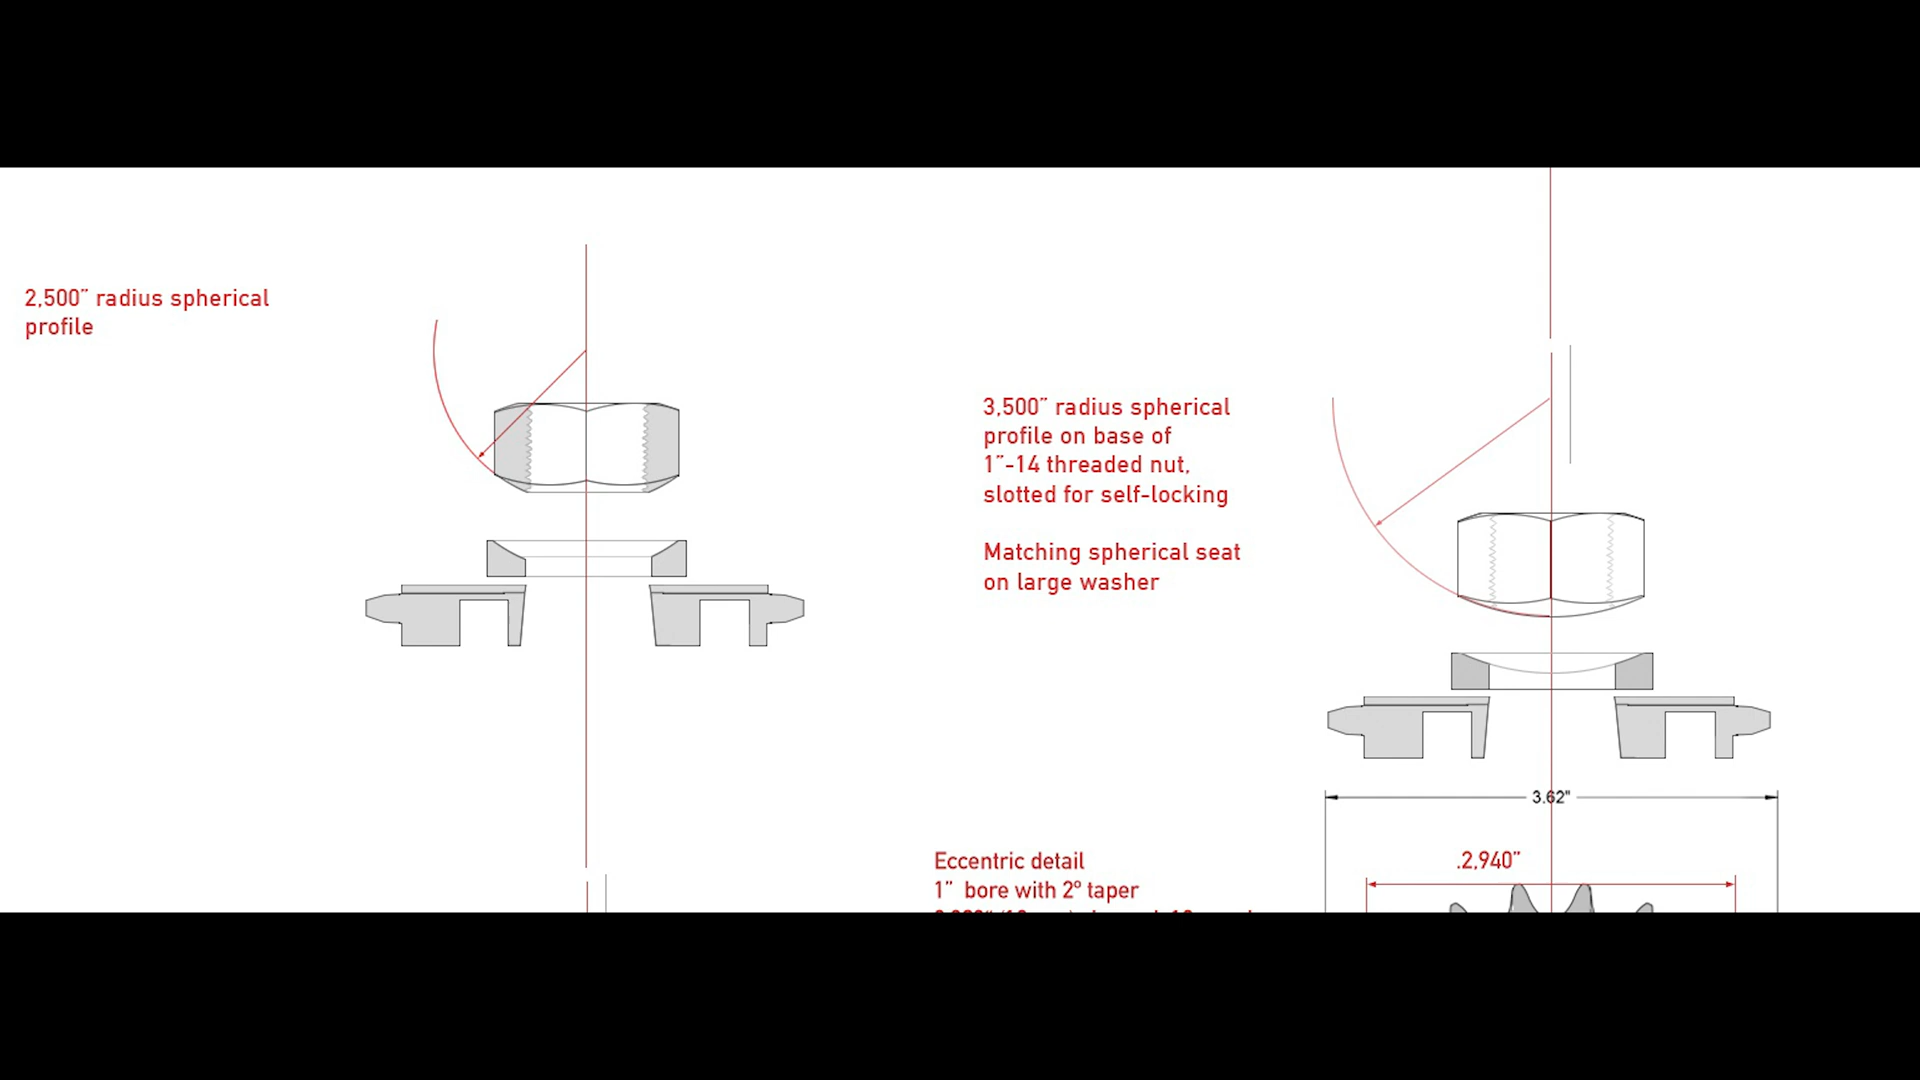 2,500” radius spherical
profile
3,500” radius spherical
profile on base of
1”-14 threaded nut,
slotted for self-locking
Matching spherical seat
on large washer
3.62"
Eccentric detail
1” bore with 2º taper
.2,940”